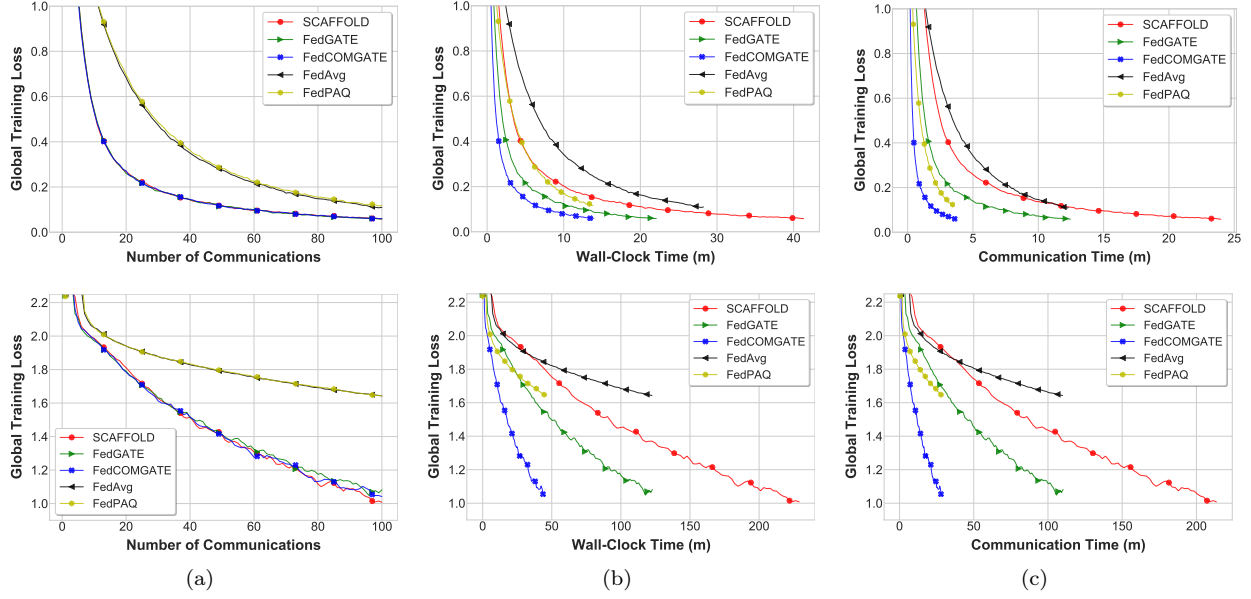 Global Training Loss
1.0
0.8
0.6
0.4
0.2
0.0
0 20 40 60 80 100
Number of Communications
SCAFFOLD
FedGATE
FedCOMGATE
FedAvg
FedPAQ
Global Training Loss
1.0
0.8
0.6
0.4
0.2
0.0
0 10 20 30 40
Wall-Clock Time (m)
SCAFFOLD
FedGATE
FedCOMGATE
FedAvg
FedPAQ
Global Training Loss
1.0
0.8
0.6
0.4
0.2
0.0
0 5 10 15 20 25
Communication Time (m)
SCAFFOLD
FedGATE
FedCOMGATE
FedAvg
FedPAQ
Global Training Loss
2.2
2.0
1.8
1.6
1.4
1.2
1.0
0 20 40 60 80 100
Number of Communications
SCAFFOLD
FedGATE
FedCOMGATE
FedAvg
FedPAQ
Global Training Loss
2.2
2.0
1.8
1.6
1.4
1.2
1.0
0 50 100 150 200
Wall-Clock Time (m)
SCAFFOLD
FedGATE
FedCOMGATE
FedAvg
FedPAQ
Global Training Loss
2.2
2.0
1.8
1.6
1.4
1.2
1.0
0 50 100 150 200
Communication Time (m)
SCAFFOLD
FedGATE
FedCOMGATE
FedAvg
FedPAQ
(a) (b) (c)